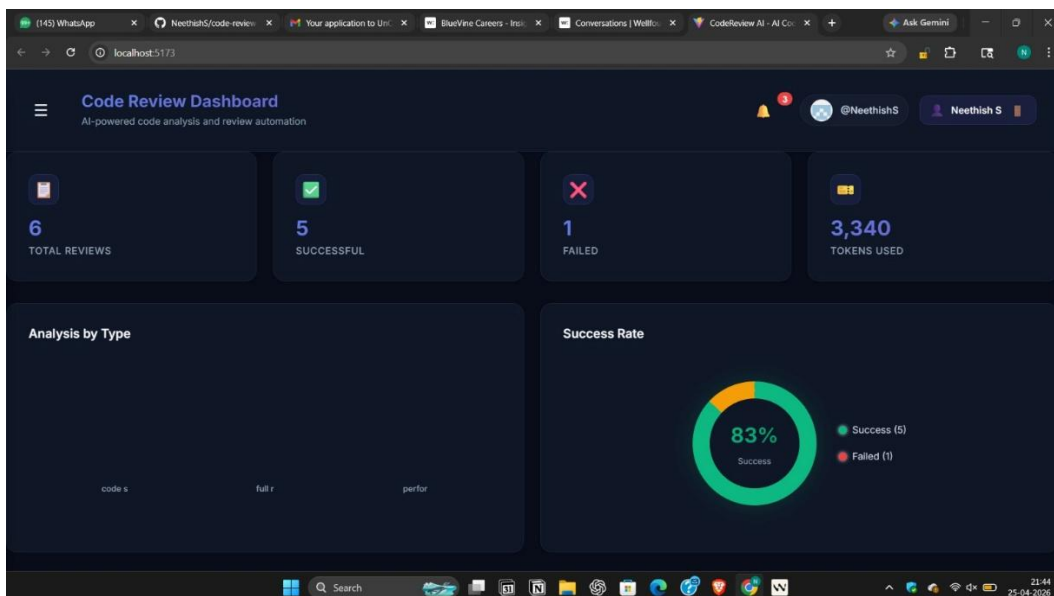 (145) WhatsApp
NeethishS/code-review
Your application to Un
BlueVine Careers - Insi
Conversations | Wellfou
CodeReview AI - AI Co
Ask Gemini
localhost:5173
N
Code Review Dashboard
AI-powered code analysis and review automation
3
@NeethishS
Neethish S
6
TOTAL REVIEWS
5
SUCCESSFUL
1
FAILED
3,340
TOKENS USED
Analysis by Type
code s
full r
perfor
Success Rate
83%
Success
Success (5)
Failed (1)
Search
31
21:44
25-04-2026